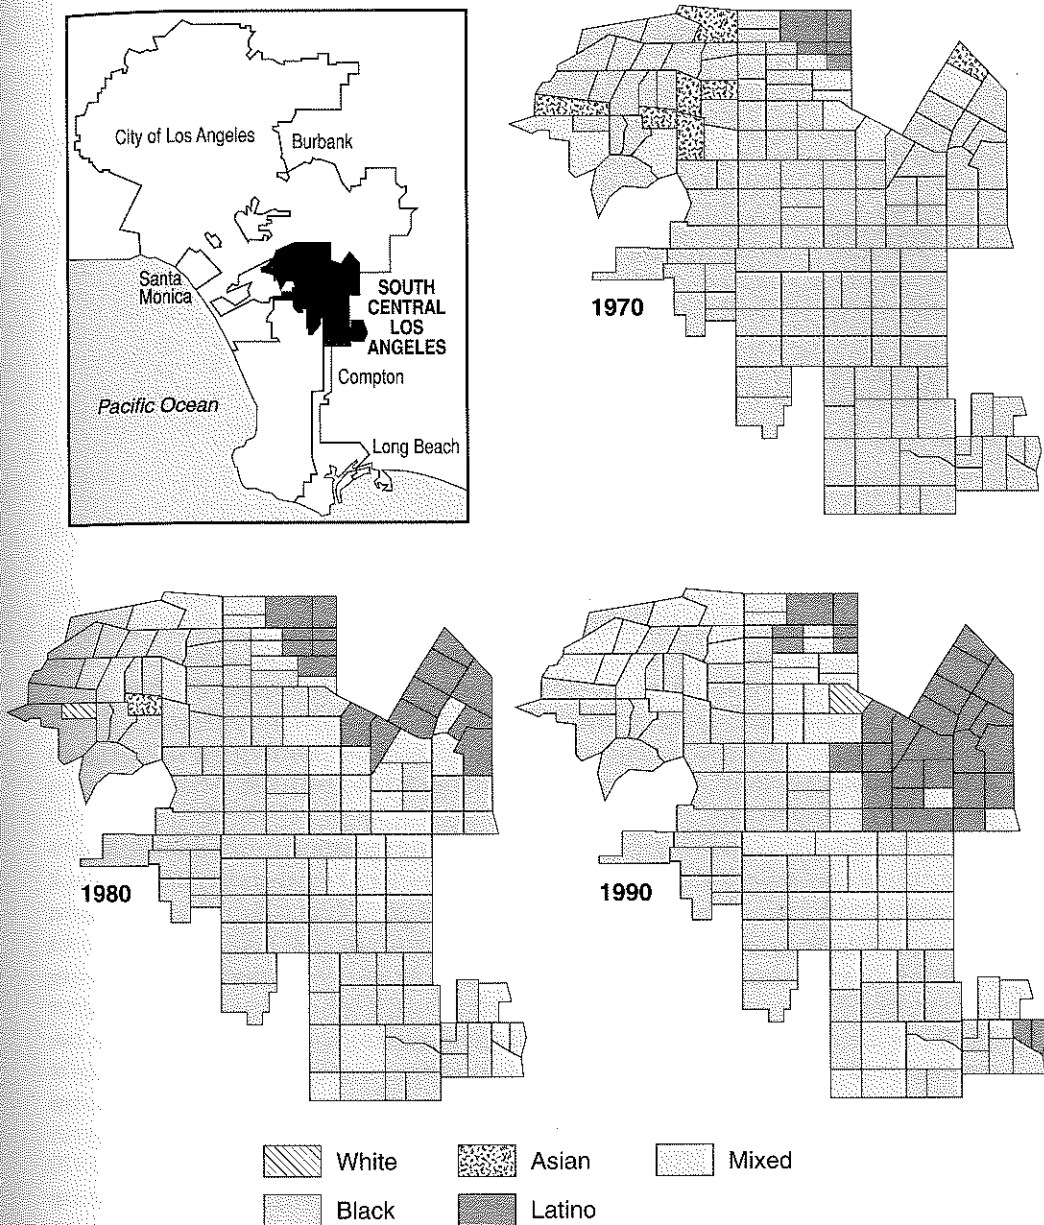 City of Los Angeles
Burbank
Santa
Monica
SOUTH
CENTRAL
LOS
ANGELES
Compton
Pacific Ocean
Long Beach
1970
1980
1990
White
Asian
Mixed
Black
Latino